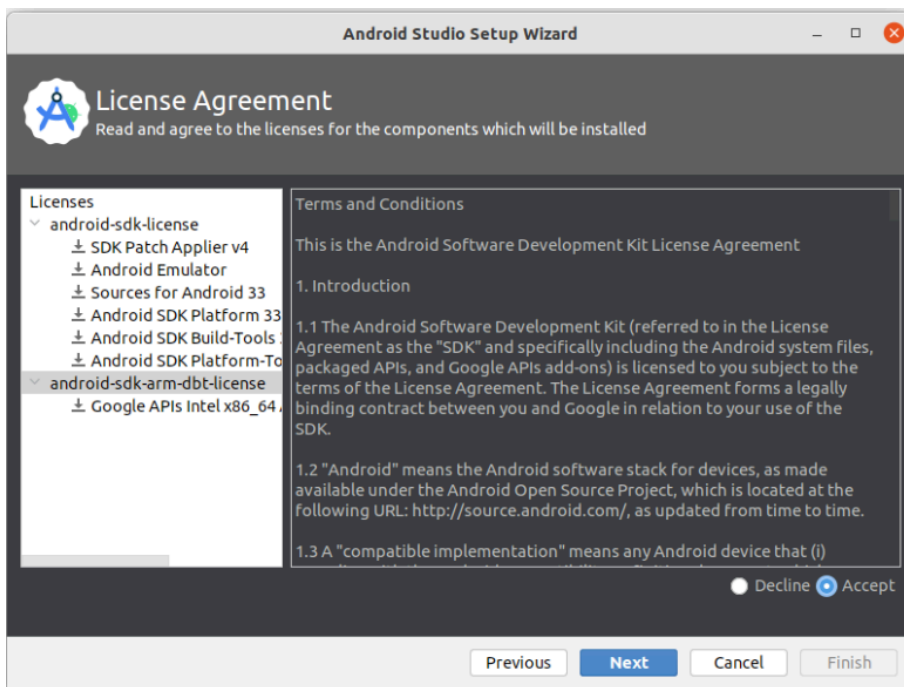 Android Studio Setup Wizard
License Agreement
Read and agree to the licenses for the components which will be installed
Licenses
android-sdk-license
SDK Patch Applier v4
Android Emulator
Sources for Android 33
Android SDK Platform 33
Android SDK Build-Tools
Android SDK Platform-To
android-sdk-arm-dbt-license
Google APIs Intel x86_64
Terms and Conditions
This is the Android Software Development Kit License Agreement
1. Introduction
1.1 The Android Software Development Kit (referred to in the License
Agreement as the "SDK" and specifically including the Android system files,
packaged APIs, and Google APIs add-ons) is licensed to you subject to the
terms of the License Agreement. The License Agreement forms a legally
binding contract between you and Google in relation to your use of the
SDK.
1.2 "Android" means the Android software stack for devices, as made
available under the Android Open Source Project, which is located at the
following URL: http://source.android.com/, as updated from time to time.
1.3 A "compatible implementation" means any Android device that (i)
Decline
Accept
Previous
Next
Cancel
Finish